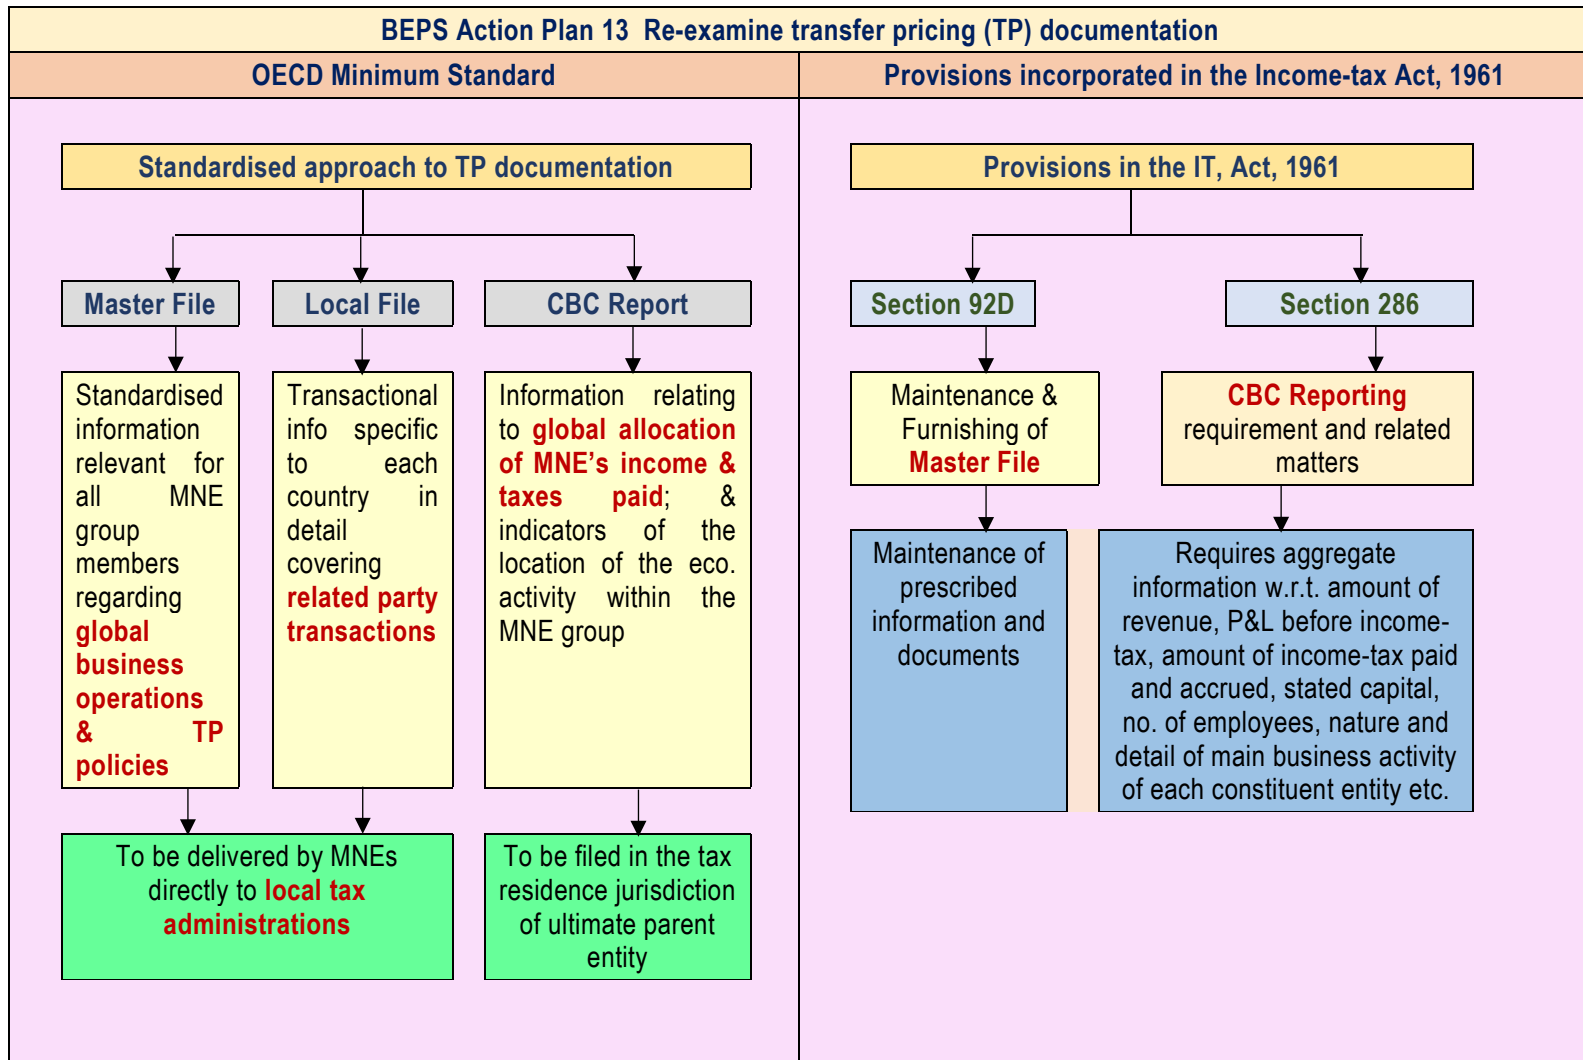 BEPS Action Plan 13 Re-examine transfer pricing (TP) documentation
OECD Minimum Standard
Provisions incorporated in the Income-tax Act, 1961
Standardised approach to TP documentation
Master File
Local File
CBC Report
Standardised
information
relevant for
all MNE
group
members
regarding
global
business
operations
& TP
policies
Transactional
info specific
to each
country in
detail
covering
related party
transactions
Information relating
to global allocation
of MNE’s income &
taxes paid; &
indicators of the
location of the eco.
activity within the
MNE group
To be delivered by MNEs
directly to local tax
administrations
To be filed in the tax
residence jurisdiction
of ultimate parent
entity
Provisions in the IT, Act, 1961
Section 92D
Section 286
Maintenance &
Furnishing of
Master File
CBC Reporting
requirement and related
matters
Maintenance of
prescribed
information and
documents
Requires aggregate
information w.r.t. amount of
revenue, P&L before income-
tax, amount of income-tax paid
and accrued, stated capital,
no. of employees, nature and
detail of main business activity
of each constituent entity etc.